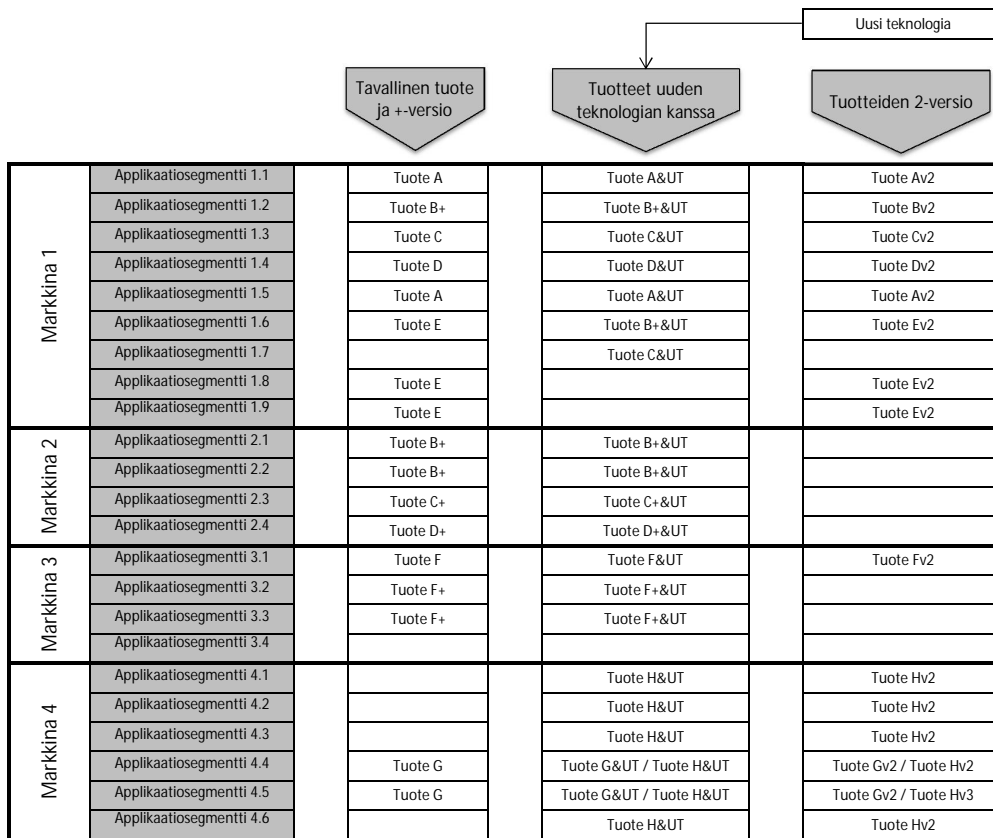 Uusi teknologia
Tavallinen tuote
ja +-versio
Tuotteet uuden
teknologian kanssa
Tuotteiden 2-versio
Markkina 1
Applikaatiosegmentti 1.1 Tuote A Tuote A&UT Tuote Av2
Applikaatiosegmentti 1.2 Tuote B+ Tuote B+&UT Tuote Bv2
Applikaatiosegmentti 1.3 Tuote C Tuote C&UT Tuote Cv2
Applikaatiosegmentti 1.4 Tuote D Tuote D&UT Tuote Dv2
Applikaatiosegmentti 1.5 Tuote A Tuote A&UT Tuote Av2
Applikaatiosegmentti 1.6 Tuote E Tuote B+&UT Tuote Ev2
Applikaatiosegmentti 1.7 Tuote C&UT
Applikaatiosegmentti 1.8 Tuote E Tuote Ev2
Applikaatiosegmentti 1.9 Tuote E Tuote Ev2
Markkina 2
Applikaatiosegmentti 2.1 Tuote B+ Tuote B+&UT
Applikaatiosegmentti 2.2 Tuote B+ Tuote B+&UT
Applikaatiosegmentti 2.3 Tuote C+ Tuote C+&UT
Applikaatiosegmentti 2.4 Tuote D+ Tuote D+&UT
Markkina 3
Applikaatiosegmentti 3.1 Tuote F Tuote F&UT Tuote Fv2
Applikaatiosegmentti 3.2 Tuote F+ Tuote F+&UT
Applikaatiosegmentti 3.3 Tuote F+ Tuote F+&UT
Applikaatiosegmentti 3.4
Markkina 4
Applikaatiosegmentti 4.1 Tuote H&UT Tuote Hv2
Applikaatiosegmentti 4.2 Tuote H&UT Tuote Hv2
Applikaatiosegmentti 4.3 Tuote H&UT Tuote Hv2
Applikaatiosegmentti 4.4 Tuote G Tuote G&UT / Tuote H&UT Tuote Gv2 / Tuote Hv2
Applikaatiosegmentti 4.5 Tuote G Tuote G&UT / Tuote H&UT Tuote Gv2 / Tuote Hv3
Applikaatiosegmentti 4.6 Tuote H&UT Tuote Hv2